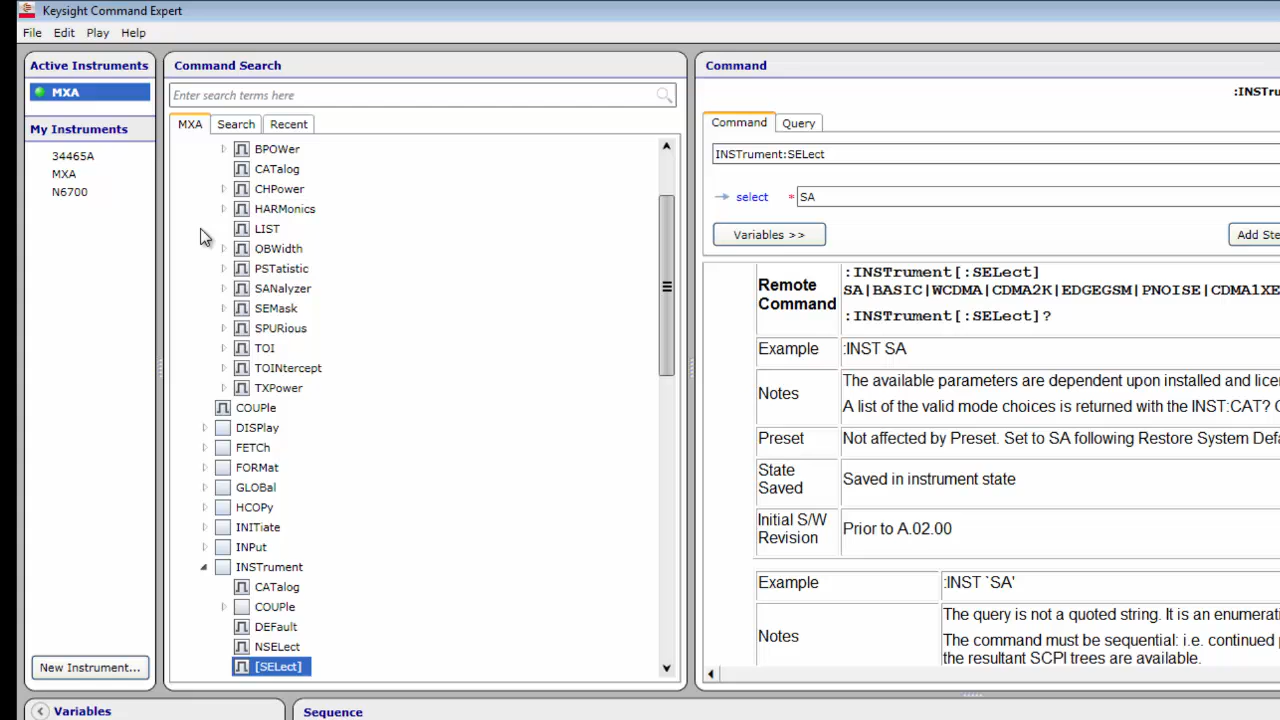 Keysight Command Expert
File Edit Play Help
Active Instruments
MXA
My Instruments
34465A
MXA
N6700
New Instrument...
Command Search
Enter search terms here
MXA Search Recent
BPOWer
CATalog
CHPower
HARMonics
LIST
OBWidth
PSTatistic
SANalyzer
SEMask
SPURious
TOI
TOINtercept
TXPower
COUPle
DISPlay
FETCh
FORMat
GLOBal
HCOPy
INITiate
INPut
INSTrument
CATalog
COUPle
DEFault
NSELect
[SELect]
Command
:INSTru
Command Query
INSTrument:SELect
select * SA
Variables >> Add Ste
Remote Command
:INSTrument[:SELect]
SA|BASIC|WCDMA|CDMA2K|EDGEGSM|PNOISE|CDMA1XE
:INSTrument[:SELect]?
Example :INST SA
Notes
The available parameters are dependent upon installed and licen
A list of the valid mode choices is returned with the INST:CAT?
Preset Not affected by Preset. Set to SA following Restore System Defa
State Saved
Saved in instrument state
Initial S/W Revision
Prior to A.02.00
Example :INST `SA'
Notes
The query is not a quoted string. It is an enumerati
The command must be sequential: i.e. continued p
the resultant SCPI trees are available.
Variables
Sequence